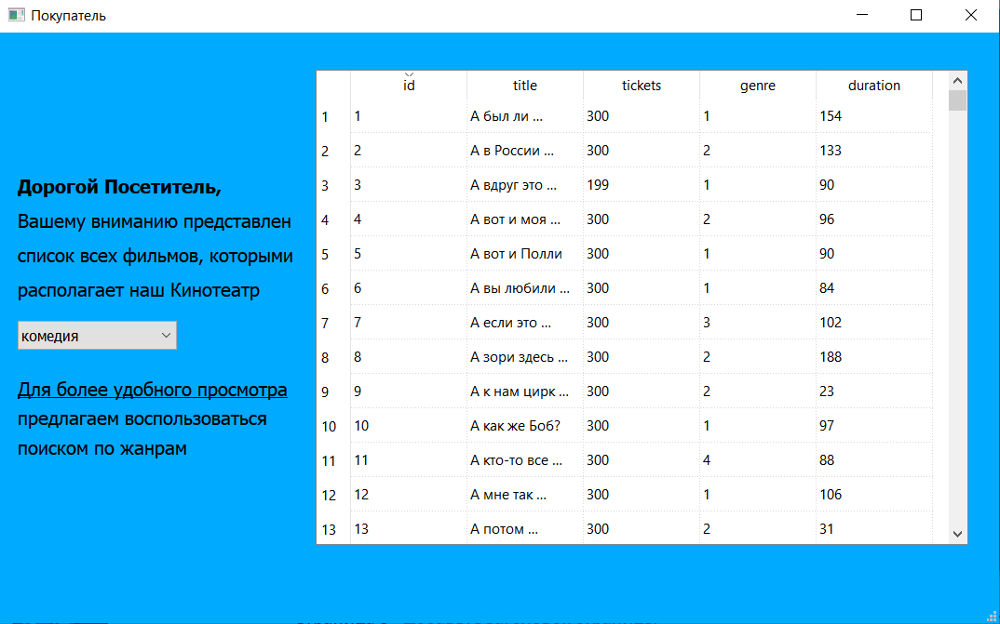 Покупатель
Дорогой Посетитель,
Вашему вниманию представлен
список всех фильмов, которыми
располагает наш Кинотеатр
комедия
Для более удобного просмотра
предлагаем воспользоваться
поиском по жанрам
id title tickets genre duration
1 1 А был ли ... 300 1 154
2 2 А в России ... 300 2 133
3 3 А вдруг это ... 199 1 90
4 4 А вот и моя ... 300 2 96
5 5 А вот и Полли 300 1 90
6 6 А вы любили ... 300 1 84
7 7 А если это ... 300 3 102
8 8 А зори здесь ... 300 2 188
9 9 А к нам цирк ... 300 2 23
10 10 А как же Боб? 300 1 97
11 11 А кто-то все ... 300 4 88
12 12 А мне так ... 300 1 106
13 13 А потом ... 300 2 31